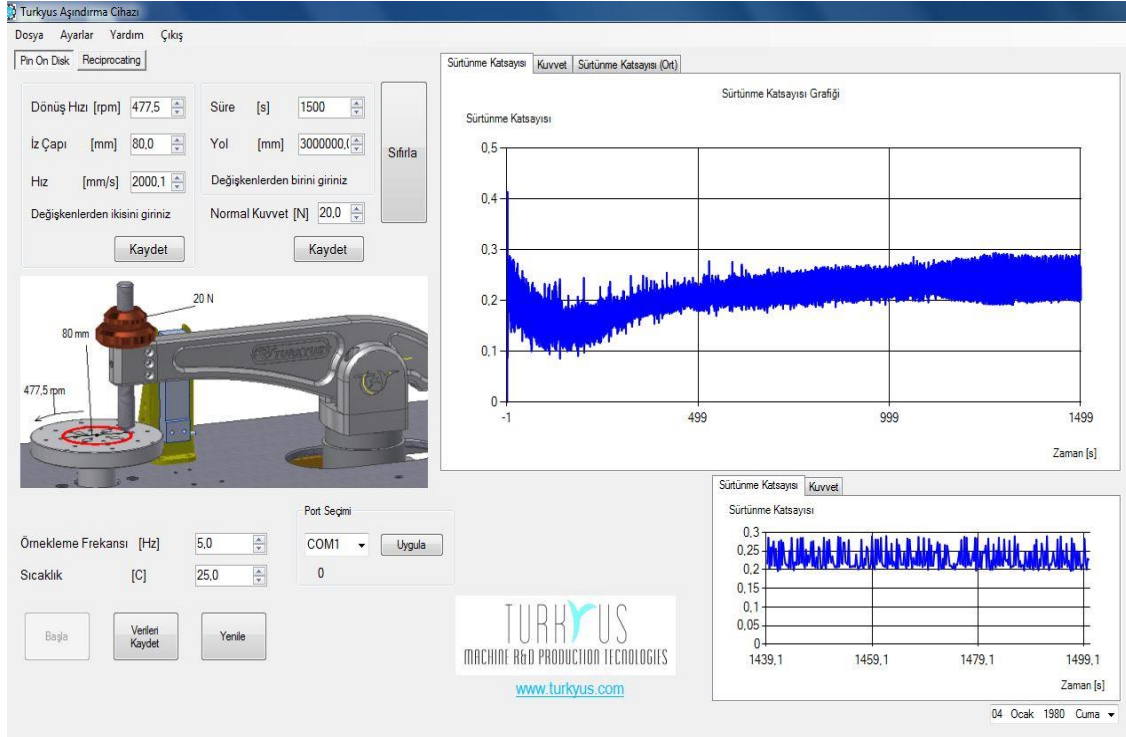 Turkyus Aşındırma Cihazı
Dosya Ayarlar Yardım Çıkış
Pin On Disk Reciprocating
Dönüş Hızı [rpm] 477,5
İz Çapı [mm] 80,0
Hız [mm/s] 2000,1
Değişkenlerden ikisini giriniz
Kaydet
Süre [s] 1500
Yol [mm] 3000000,(
Değişkenlerden birini giriniz
Normal Kuvvet [N] 20,0
Kaydet
Sıfırla
20 N
80 mm
477,5 rpm
TURKYUS
Sürtünme Katsayısı Kuvvet Sürtünme Katsayısı (Ort)
Sürtünme Katsayısı Grafiği
Sürtünme Katsayısı
0,5
0,4
0,3
0,2
0,1
0
-1 499 999 1499
Zaman [s]
Örnekleme Frekansı [Hz] 5,0
Sıcaklık [C] 25,0
Port Seçimi
COM1 Uygula
0
Başla
Verileri
Kaydet
Yenile
TURKYUS
MACHINE R&D PRODUCTION TECNOLOGIES
www.turkyus.com
Sürtünme Katsayısı Kuvvet
Sürtünme Katsayısı
0,3
0,25
0,2
0,15
0,1
0,05
0
1439,1 1459,1 1479,1 1499,1
Zaman [s]
04 Ocak 1980 Cuma